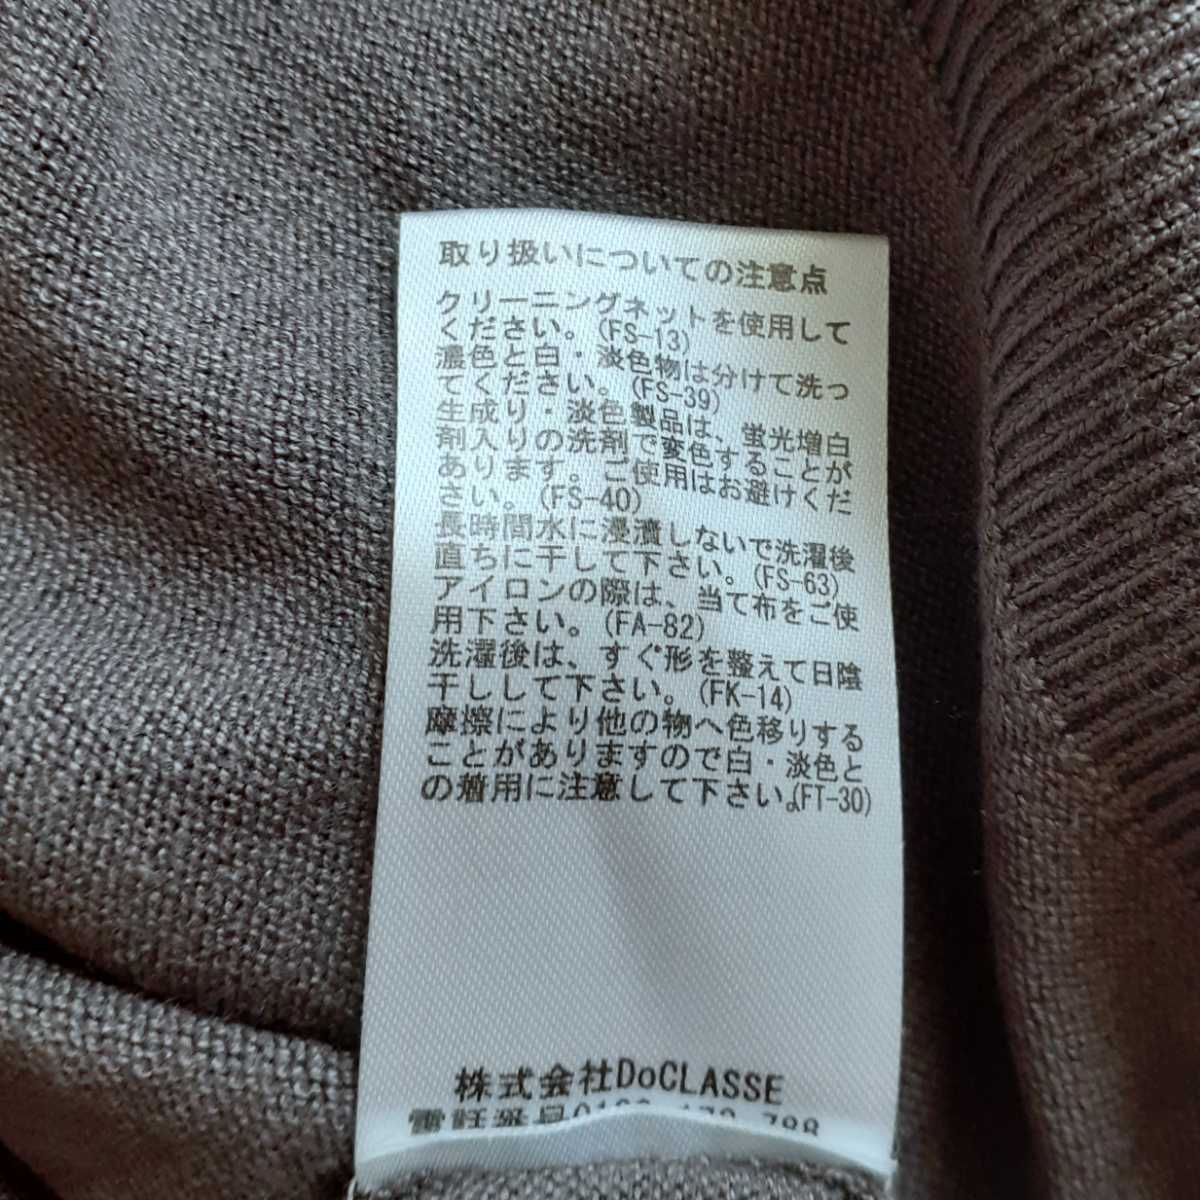 取り扱いについての注意点
クリーニングネットを使用して
ください。(FS-13)
濃色と白・淡色物は分けて洗っ
てください。(FS-39)
生成り・淡色製品は、蛍光増白
剤入りの洗剤で変色することが
あります。ご使用はお避けくだ
さい。(FS-40)
長時間水に浸漬しないで洗濯後
直ちに干して下さい。(FS-63)
アイロンの際は、当て布をご使
用下さい。(FA-82)
洗濯後は、すぐ形を整えて日陰
干しして下さい。(FK-14)
摩擦により他の物へ色移りする
ことがありますので白・淡色と
の着用に注意して下さい。(FT-30)
株式会社DoCLASSE
電話番号